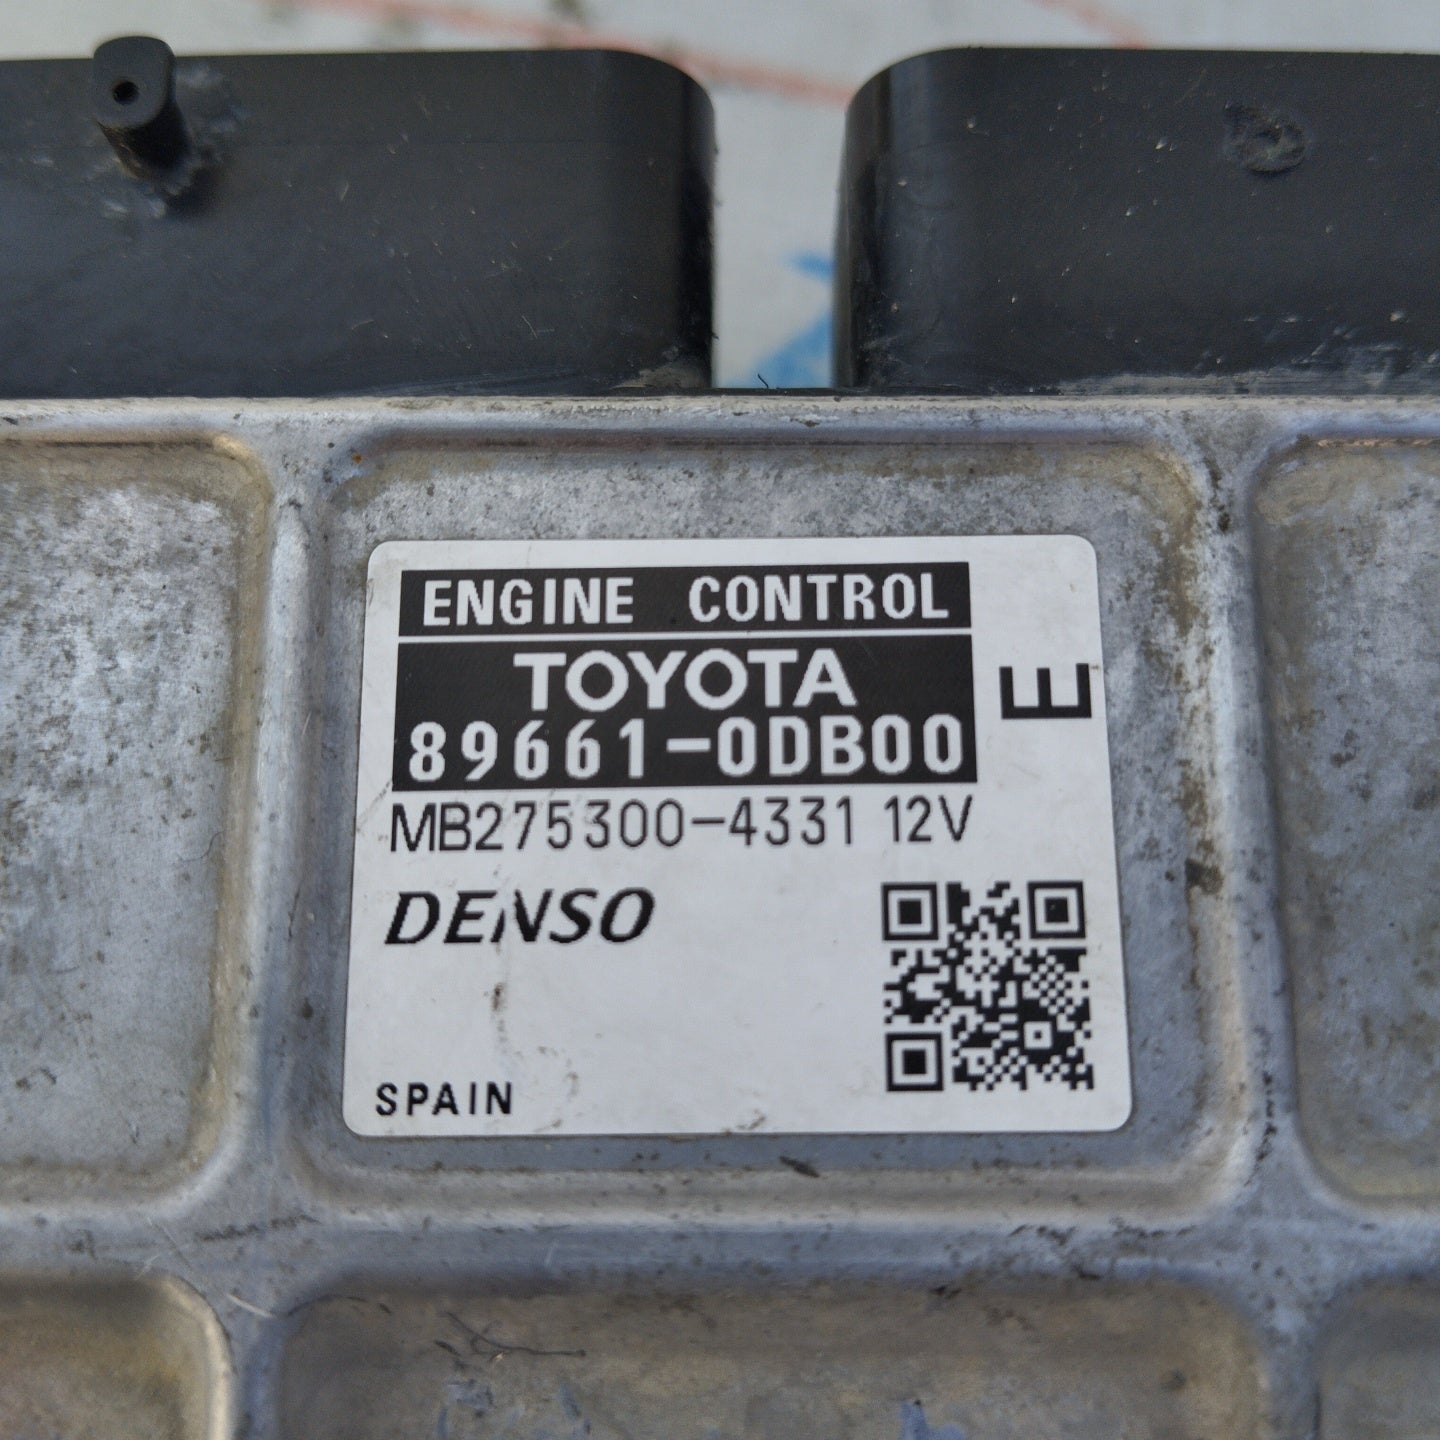 ENGINE CONTROL
TOYOTA
89661-0DB00
E
MB275300-4331 12V
DENSO
SPAIN